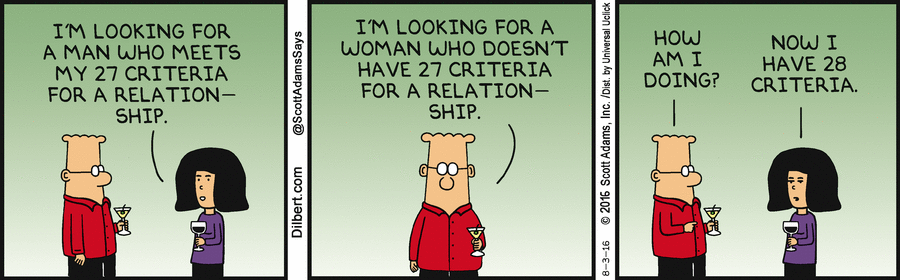 I'M LOOKING FOR
A MAN WHO MEETS
MY 27 CRITERIA
FOR A RELATION–
SHIP.
Dilbert.com @ScottAdamsSays
I'M LOOKING FOR A
WOMAN WHO DOESN'T
HAVE 27 CRITERIA
FOR A RELATION–
SHIP.
8-3-16 © 2016 Scott Adams, Inc. /Dist. by Universal Uclick
HOW
AM I
DOING?
NOW I
HAVE 28
CRITERIA.